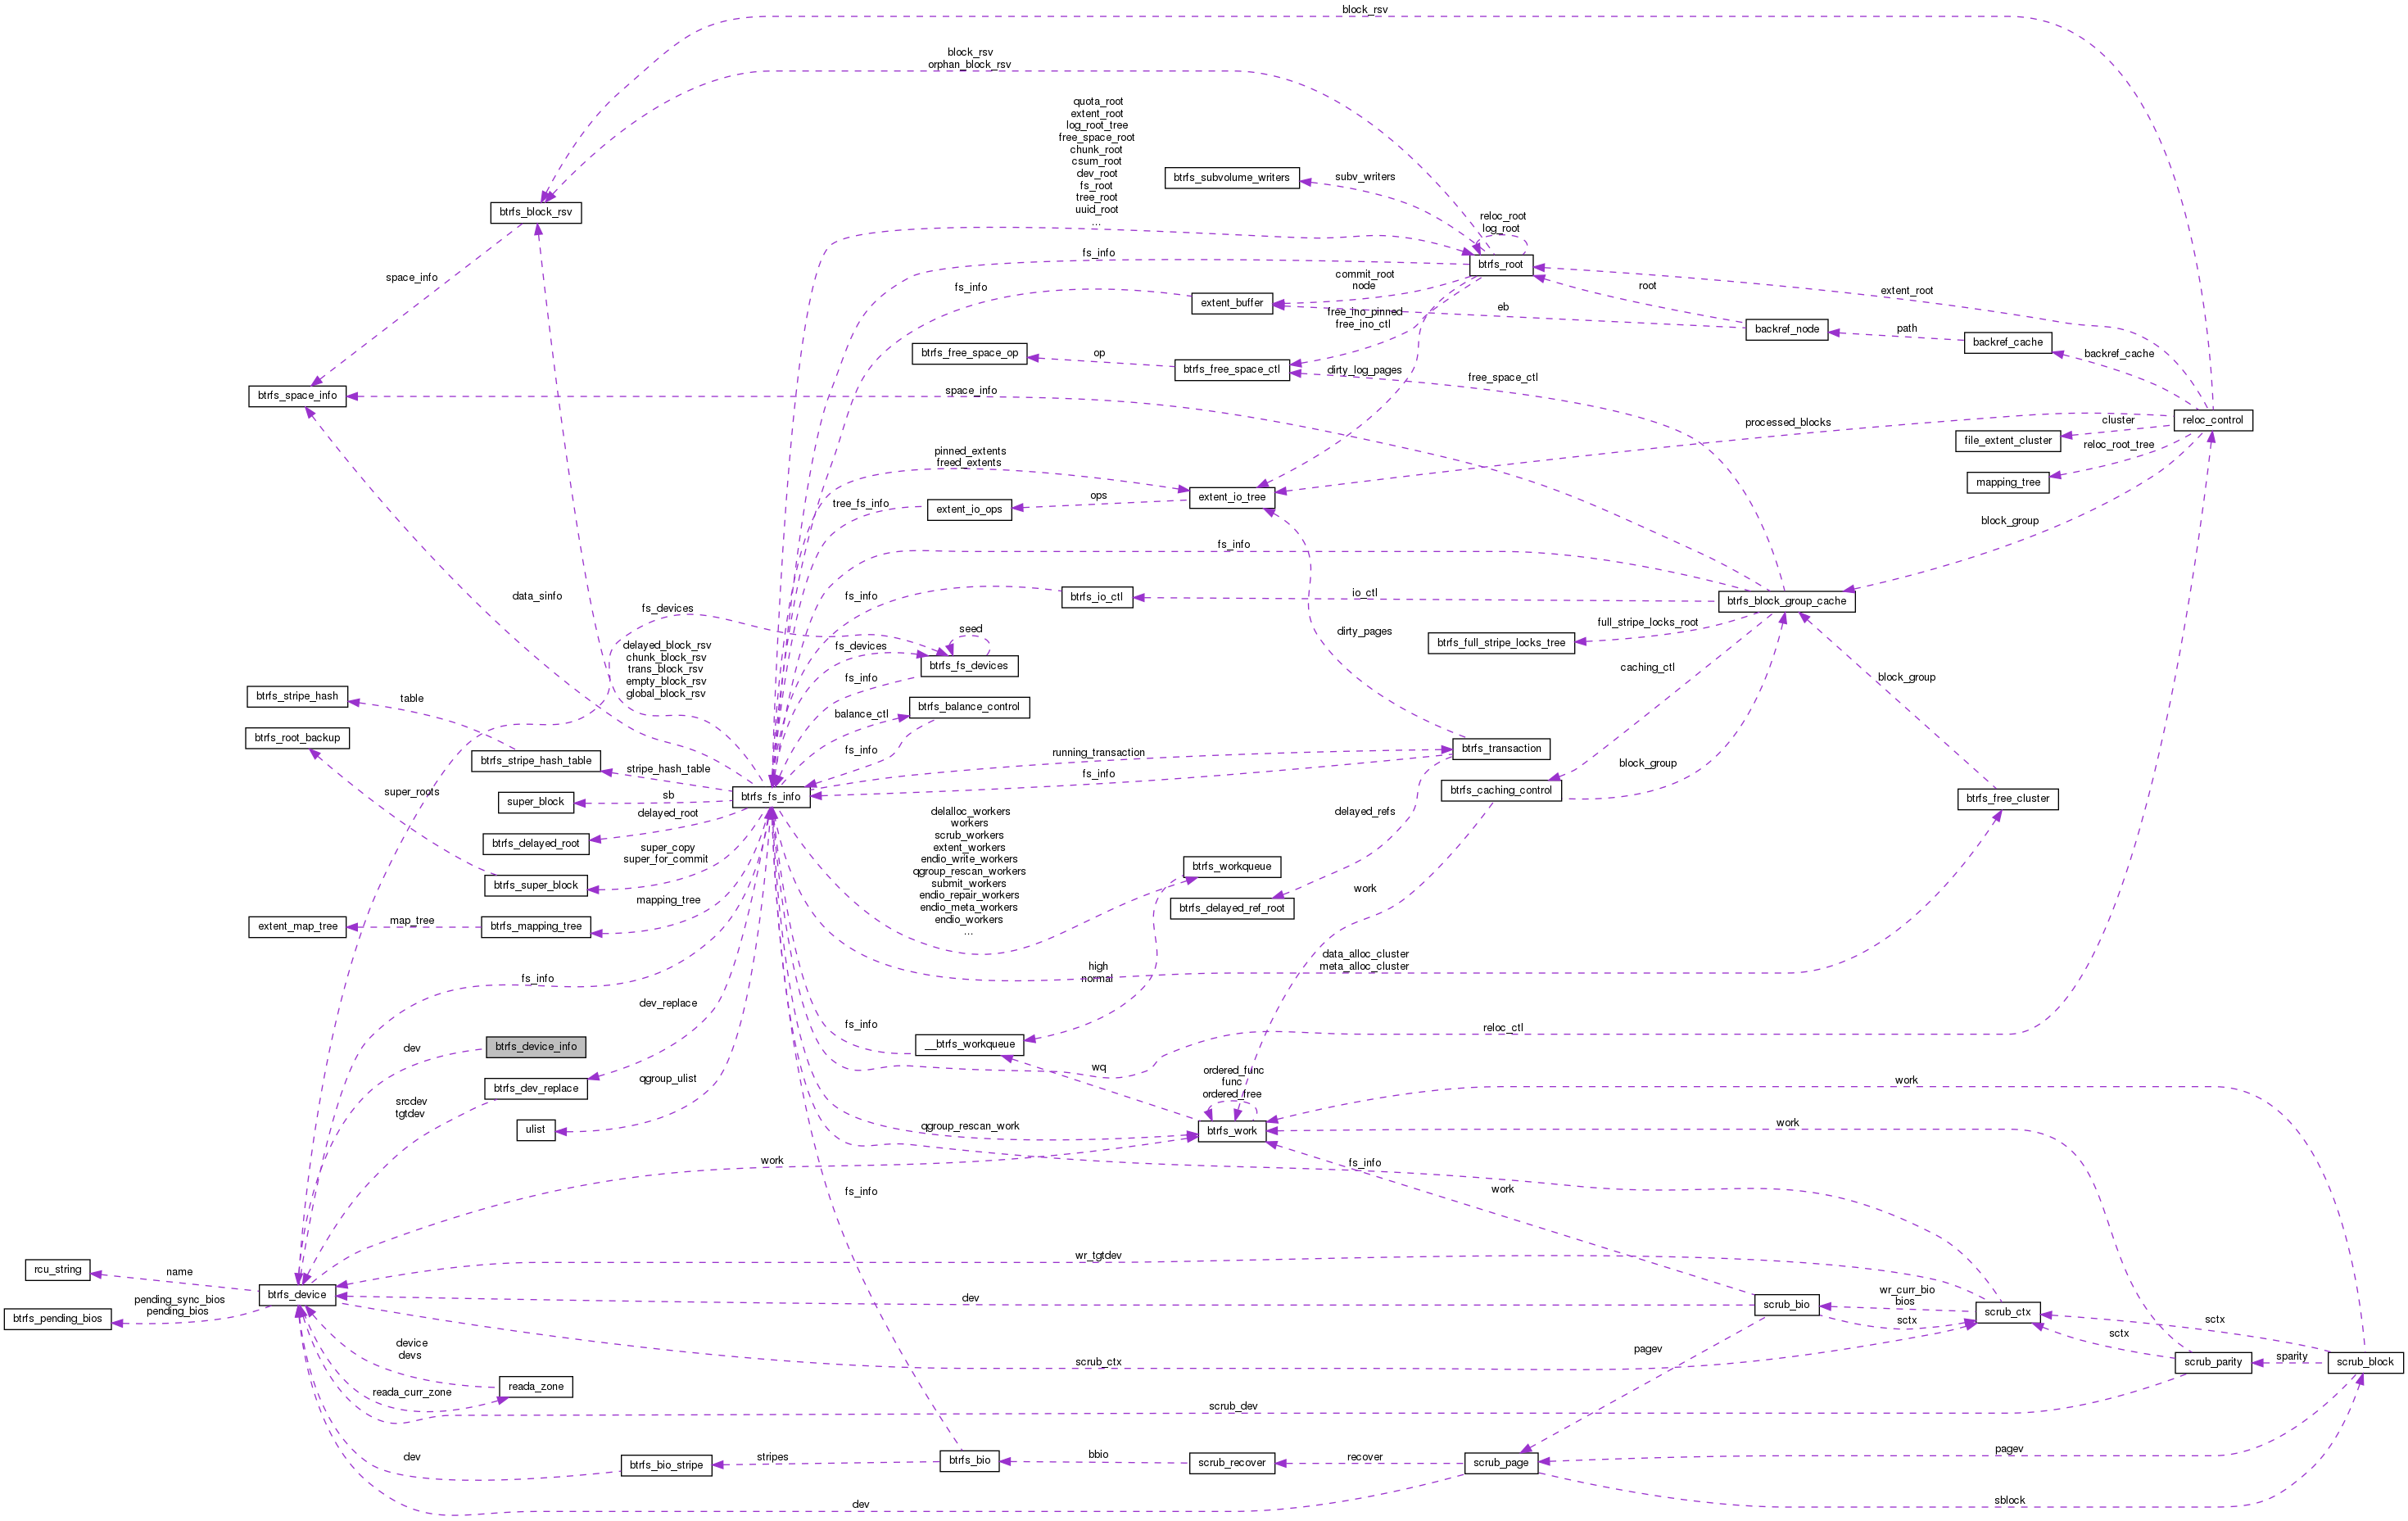 block_rsv
block_rsv
orphan_block_rsv
quota_root
extent_root
log_root_tree
free_space_root
chunk_root
csum_root
dev_root
fs_root
tree_root
uuid_root
...
btrfs_subvolume_writers
subv_writers
btrfs_block_rsv
reloc_root
log_root
btrfs_root
fs_info
space_info
fs_info
commit_root
node
extent_buffer
root
extent_root
eb
free_ino_pinned
free_ino_ctl
backref_node
path
backref_cache
backref_cache
btrfs_free_space_op
op
btrfs_free_space_ctl
dirty_log_pages
free_space_ctl
btrfs_space_info
space_info
processed_blocks
cluster
reloc_control
file_extent_cluster
reloc_root_tree
pinned_extents
freed_extents
mapping_tree
tree_fs_info
extent_io_ops
ops
extent_io_tree
block_group
fs_info
data_sinfo
fs_info
btrfs_io_ctl
io_ctl
btrfs_block_group_cache
fs_devices
seed
full_stripe_locks_root
dirty_pages
btrfs_full_stripe_locks_tree
delayed_block_rsv
chunk_block_rsv
trans_block_rsv
empty_block_rsv
global_block_rsv
fs_devices
btrfs_fs_devices
fs_info
caching_ctl
block_group
btrfs_stripe_hash
table
balance_ctl
btrfs_balance_control
btrfs_root_backup
fs_info
running_transaction
btrfs_transaction
btrfs_stripe_hash_table
stripe_hash_table
fs_info
block_group
super_roots
super_block
sb
btrfs_fs_info
btrfs_caching_control
btrfs_free_cluster
delayed_root
delalloc_workers
workers
scrub_workers
extent_workers
endio_write_workers
qgroup_rescan_workers
submit_workers
endio_repair_workers
endio_meta_workers
endio_workers
...
delayed_refs
btrfs_delayed_root
super_copy
super_for_commit
btrfs_workqueue
btrfs_super_block
work
mapping_tree
btrfs_delayed_ref_root
extent_map_tree
map_tree
btrfs_mapping_tree
high
normal
data_alloc_cluster
meta_alloc_cluster
fs_info
dev_replace
fs_info
reloc_ctl
dev
btrfs_device_info
__btrfs_workqueue
wq
ordered_func
func
ordered_free
work
btrfs_dev_replace
qgroup_ulist
srcdev
tgtdev
ulist
qgroup_rescan_work
btrfs_work
work
work
fs_info
fs_info
work
wr_tgtdev
rcu_string
name
btrfs_device
dev
scrub_bio
wr_curr_bio
bios
scrub_ctx
btrfs_pending_bios
pending_sync_bios
pending_bios
sctx
sctx
sctx
device
devs
pagev
scrub_ctx
scrub_parity
sparity
scrub_block
reada_curr_zone
reada_zone
scrub_dev
dev
btrfs_bio_stripe
stripes
btrfs_bio
bbio
scrub_recover
recover
scrub_page
pagev
dev
sblock